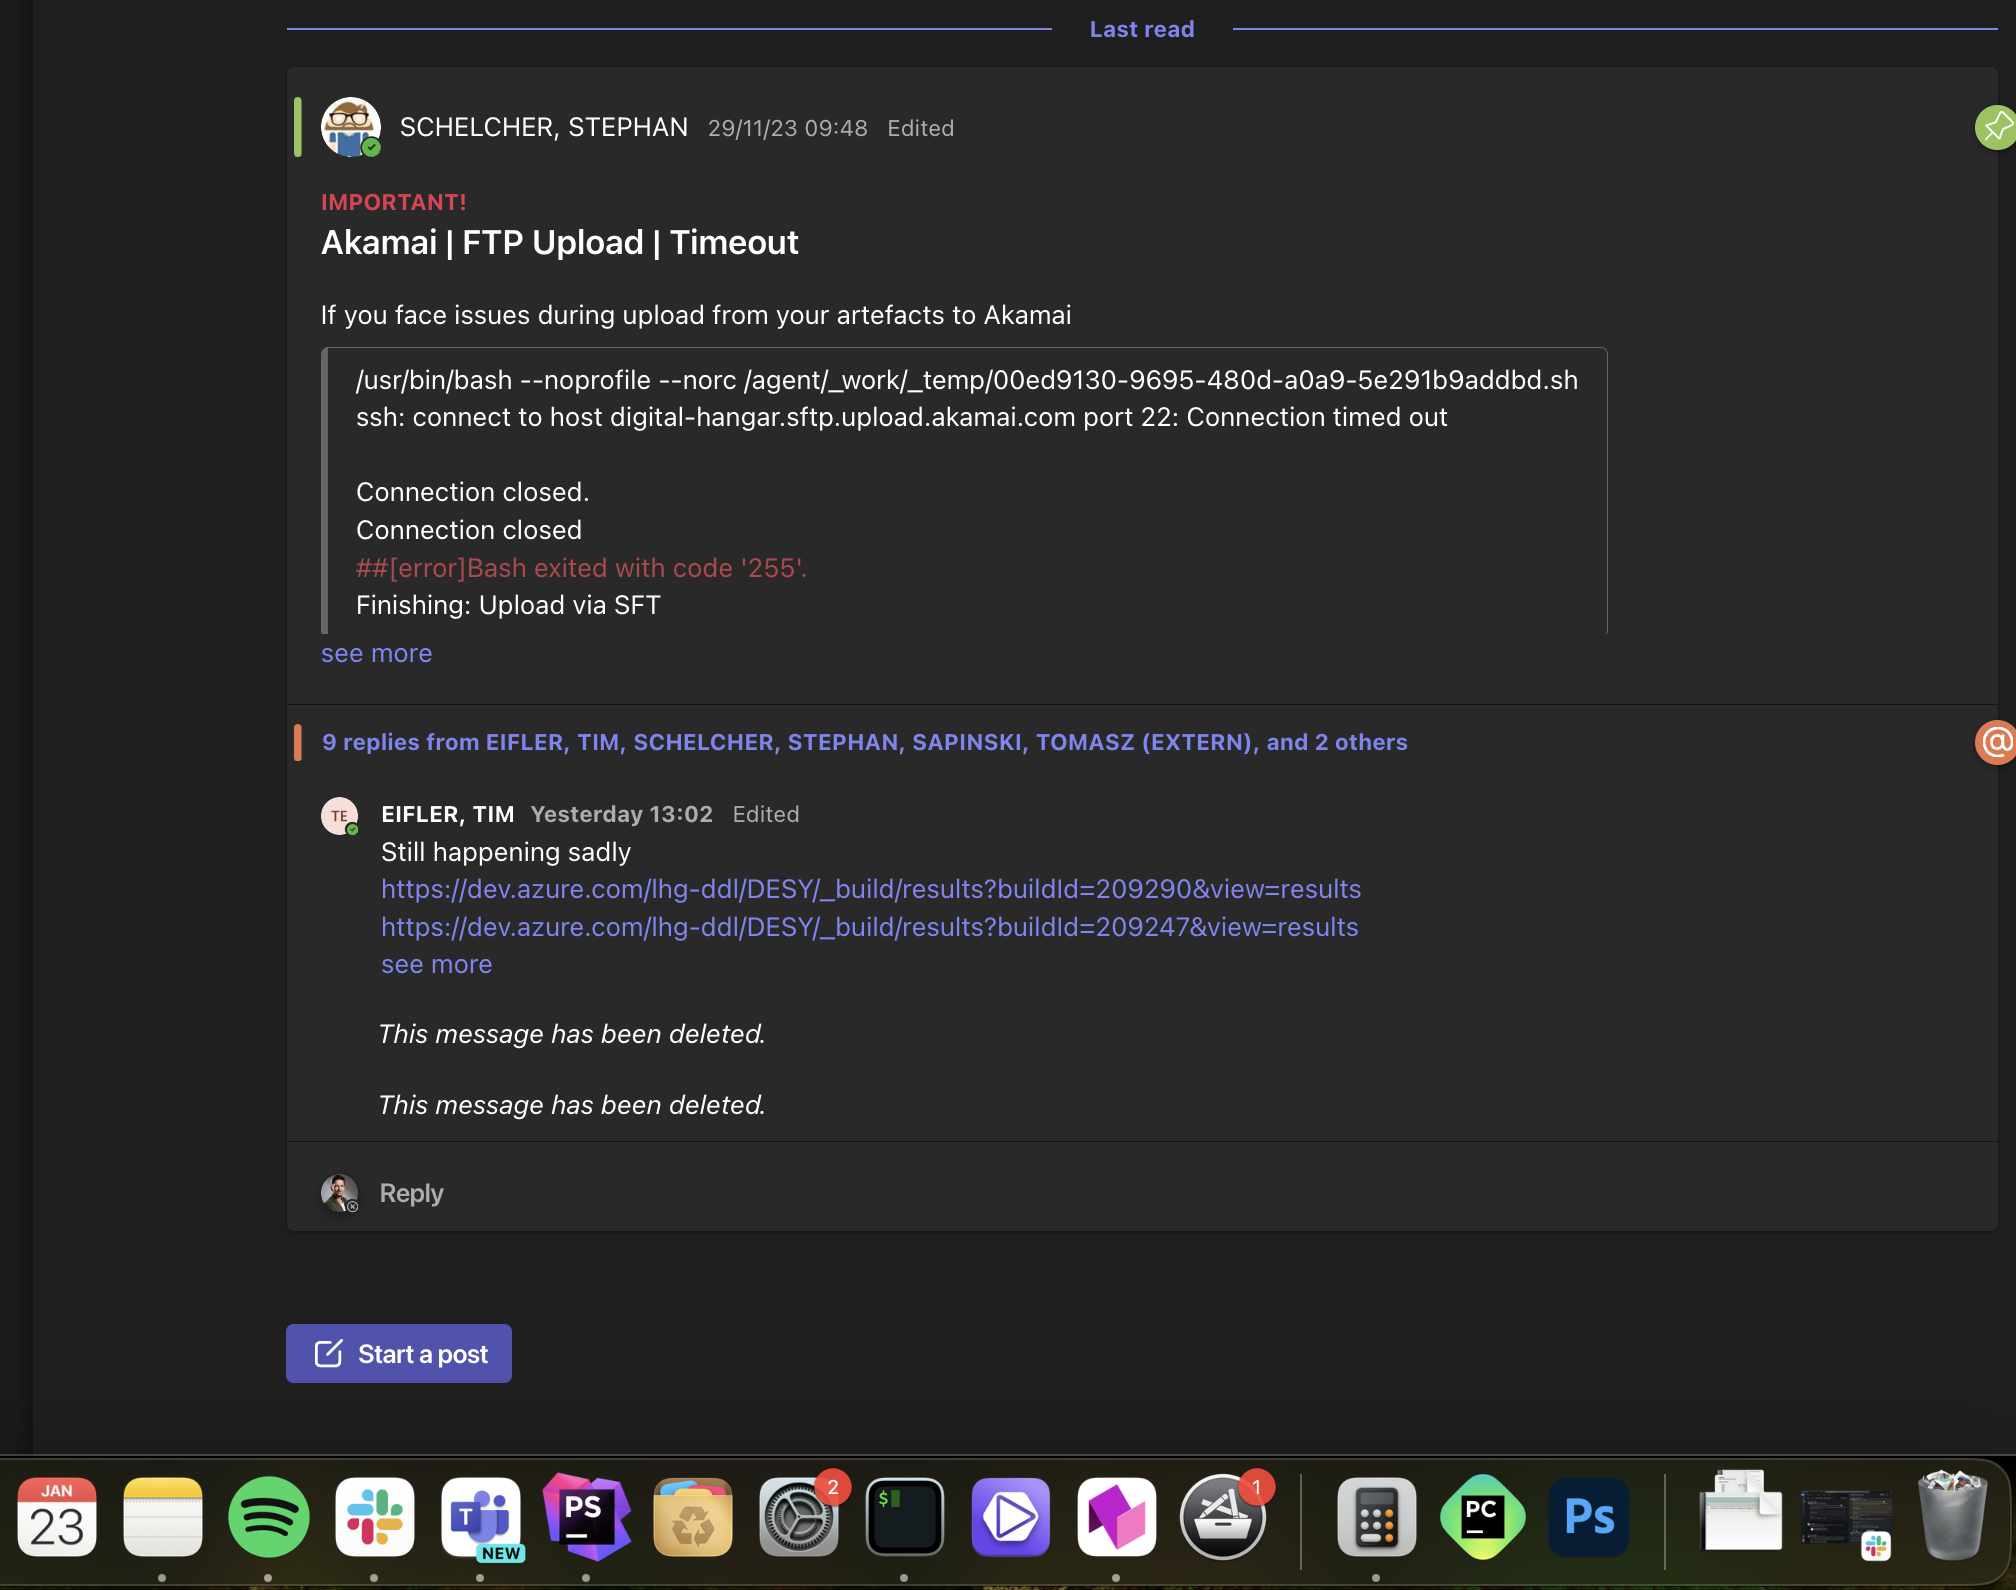 Last read
SCHELCHER, STEPHAN 29/11/23 09:48 Edited
IMPORTANT!
Akamai | FTP Upload | Timeout
If you face issues during upload from your artefacts to Akamai
/usr/bin/bash --noprofile --norc /agent/_work/_temp/00ed9130-9695-480d-a0a9-5e291b9addbd.sh
ssh: connect to host digital-hangar.sftp.upload.akamai.com port 22: Connection timed out
Connection closed.
Connection closed
##[error]Bash exited with code '255'.
Finishing: Upload via SFT
see more
9 replies from EIFLER, TIM, SCHELCHER, STEPHAN, SAPINSKI, TOMASZ (EXTERN), and 2 others
@
TE
EIFLER, TIM Yesterday 13:02 Edited
Still happening sadly
https://dev.azure.com/lhg-ddl/DESY/_build/results?buildId=209290&view=results
https://dev.azure.com/lhg-ddl/DESY/_build/results?buildId=209247&view=results
see more
This message has been deleted.
This message has been deleted.
Reply
Start a post
JAN
23
T
NEW
PS
2
$
1
PC
Ps